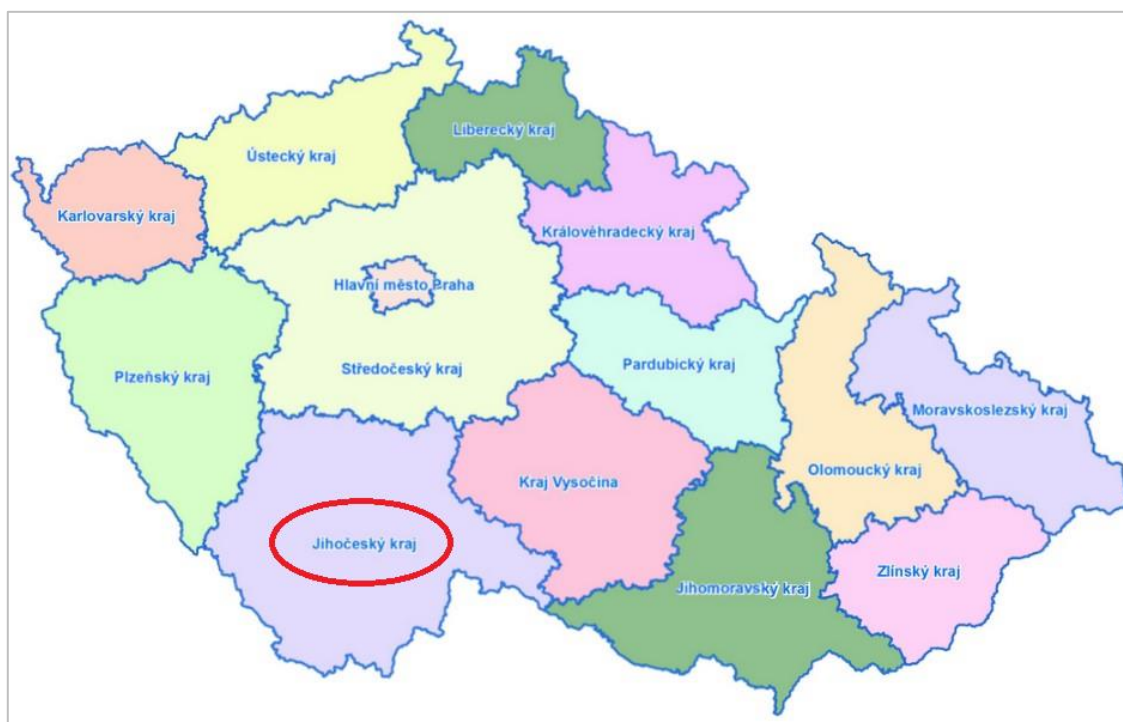 Liberecký kraj
Ústecký kraj
Karlovarský kraj
Královéhradecký kraj
Hlavní město Praha
Pardubický kraj
Středočeský kraj
Plzeňský kraj
Moravskoslezský kraj
Olomoucký kraj
Kraj Vysočina
Jihočeský kraj
Zlínský kraj
Jihomoravský kraj